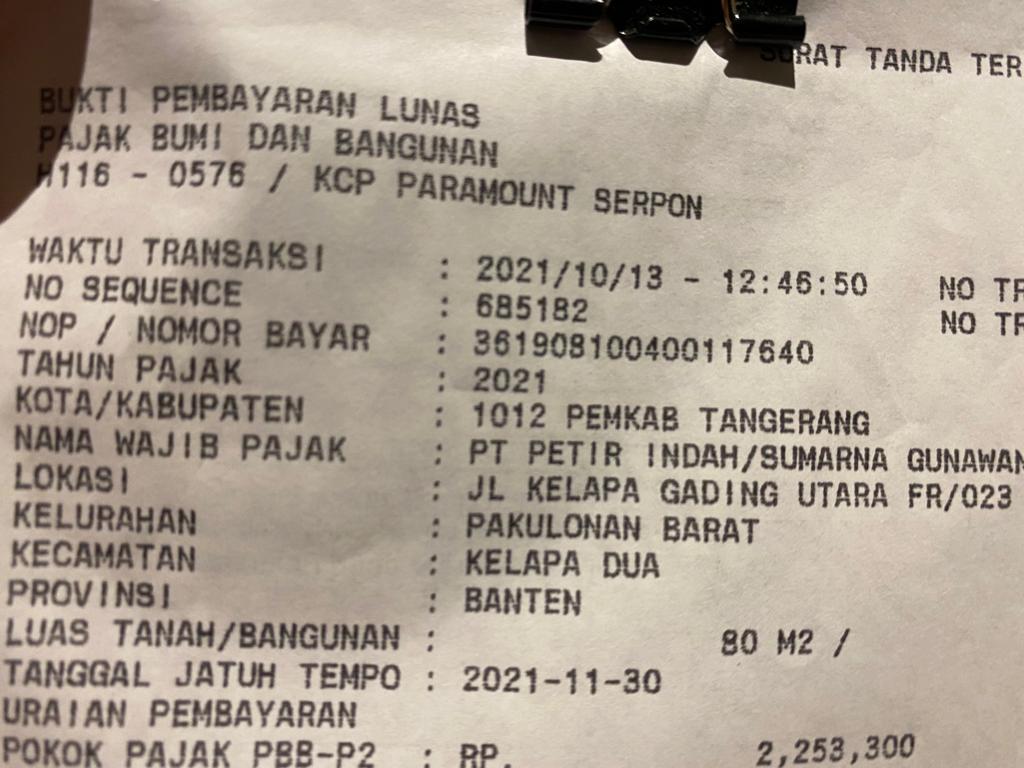 SURAT TANDA TER
BUKTI PEMBAYARAN LUNAS
PAJAK BUMI DAN BANGUNAN
H116 - 0576 / KCP PARAMOUNT SERPON
WAKTU TRANSAKSI : 2021/10/13 - 12:46:50 NO TR
NO SEQUENCE : 685182 NO TR
NOP / NOMOR BAYAR : 361908100400117640
TAHUN PAJAK : 2021
KOTA/KABUPATEN : 1012 PEMKAB TANGERANG
NAMA WAJIB PAJAK : PT PETIR INDAH/SUMARNA GUNAWAN
LOKASI : JL KELAPA GADING UTARA FR/023
KELURAHAN : PAKULONAN BARAT
KECAMATAN : KELAPA DUA
PROVINSI : BANTEN
LUAS TANAH/BANGUNAN : 80 M2 /
TANGGAL JATUH TEMPO : 2021-11-30
URAIAN PEMBAYARAN
POKOK PAJAK PBB-P2 : RP. 2,253,300